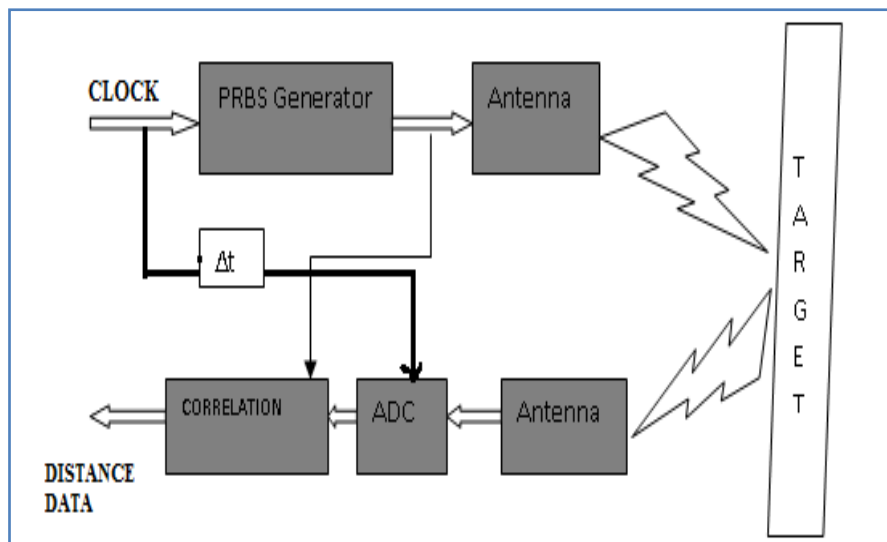 CLOCK
PRBS Generator
Antenna
Δt
T
A
R
G
E
T
CORRELATION
ADC
Antenna
DISTANCE
DATA